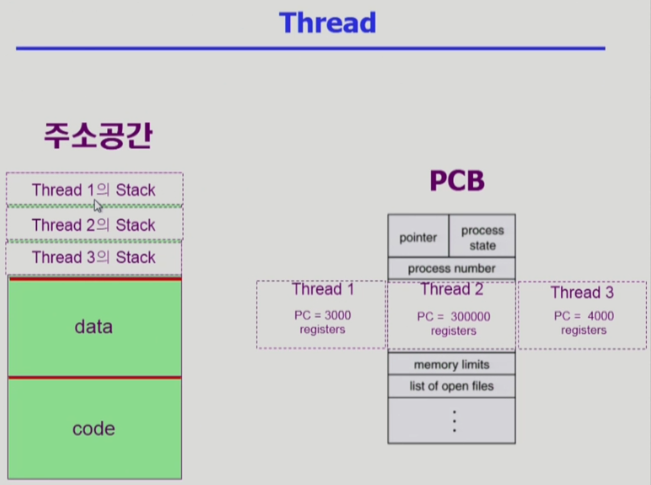 Thread
주소공간
Thread 1의 Stack
Thread 2의 Stack
Thread 3의 Stack
data
code
PCB
pointer
process
state
process number
Thread 1
PC = 3000
registers
Thread 2
PC = 300000
registers
Thread 3
PC = 4000
registers
memory limits
list of open files